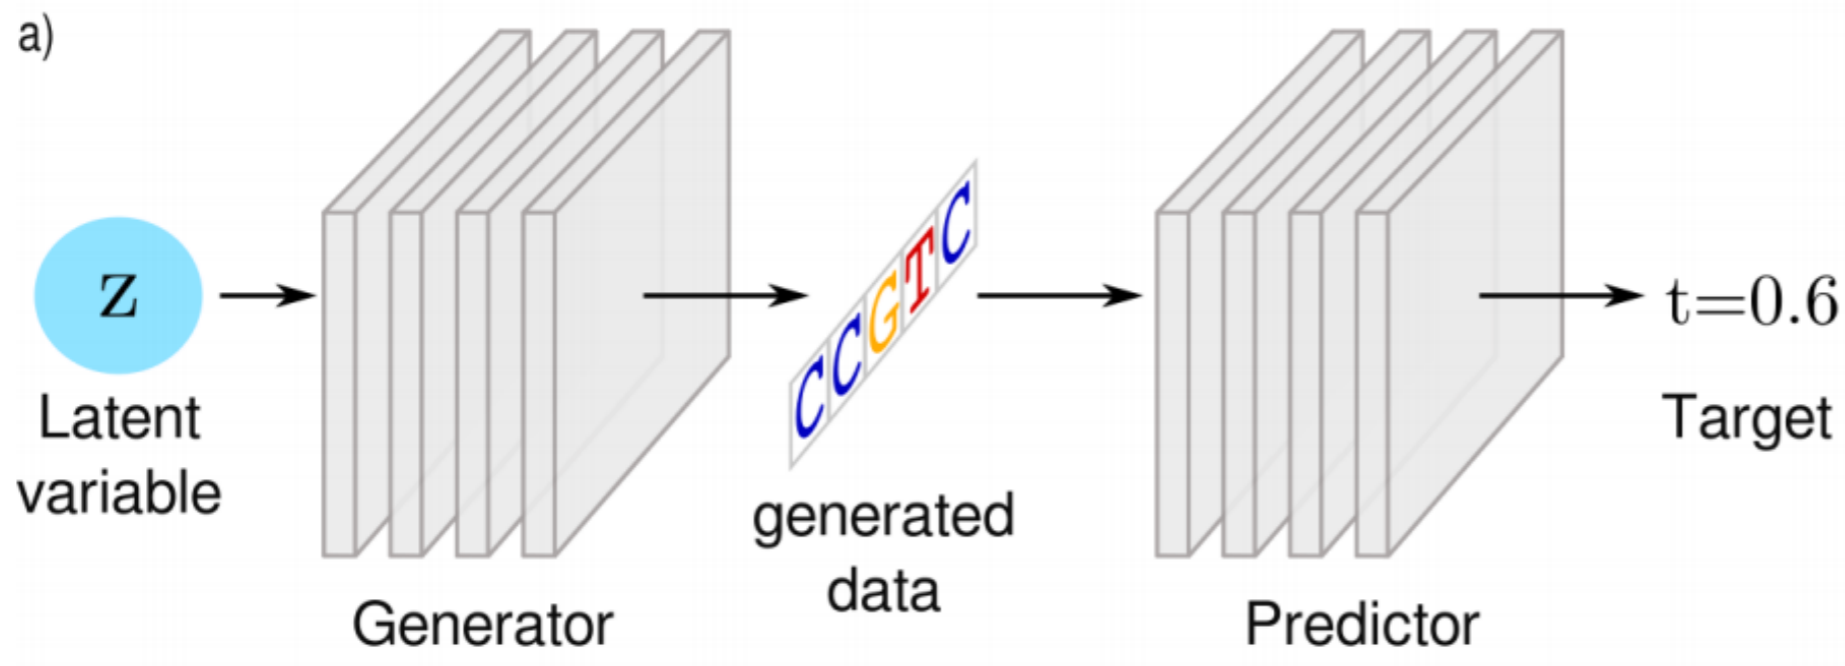 a)
z
Latent
variable
Generator
CCGTC
generated
data
Predictor
t=0.6
Target